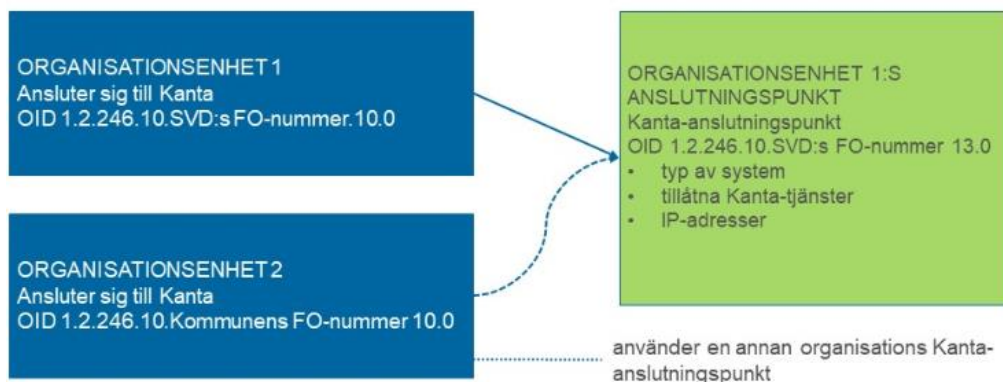 ORGANISATIONSENHET 1
Ansluter sig till Kanta
OID 1.2.246.10.SVD:s FO-nummer.10.0
ORGANISATIONSENHET 2
Ansluter sig till Kanta
OID 1.2.246.10.Kommunens FO-nummer 10.0
ORGANISATIONSENHET 1:S
ANSLUTNINGSPUNKT
Kanta-anslutningspunkt
OID 1.2.246.10.SVD:s FO-nummer 13.0
• typ av system
• tillåtna Kanta-tjänster
• IP-adresser
använder en annan organisations Kanta-
anslutningspunkt